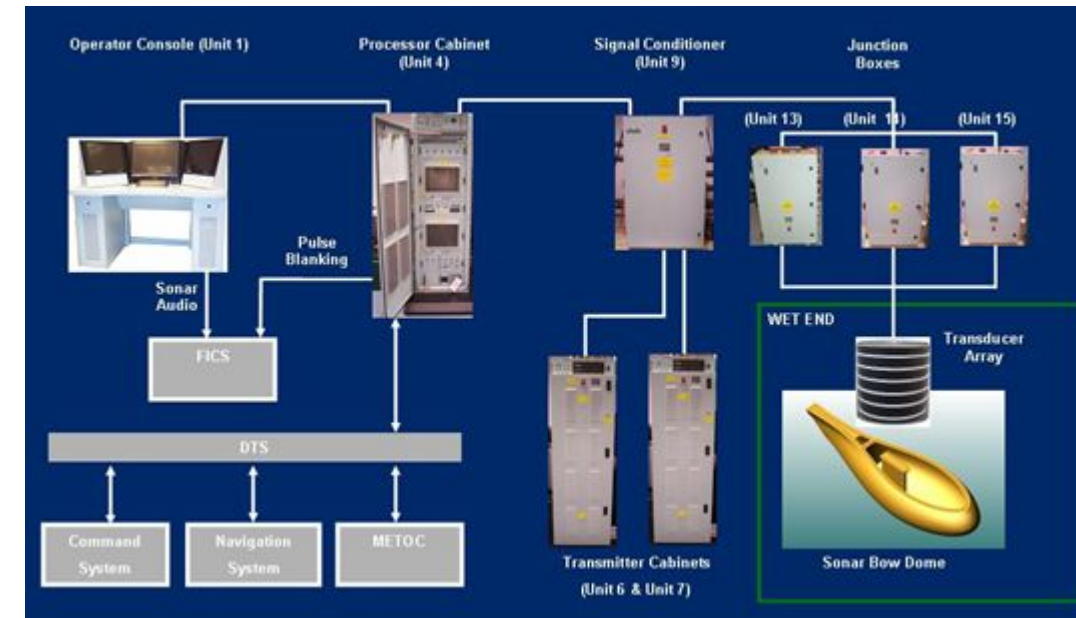 Operator Console (Unit 1)
Processor Cabinet
(Unit 4)
Signal Conditioner
(Unit 9)
Junction
Boxes
(Unit 13)
(Unit 14)
(Unit 15)
Pulse
Blanking
Sonar
Audio
FICS
WET END
Transducer
Array
DTS
Command
System
Navigation
System
METOC
Transmitter Cabinets
(Unit 6 & Unit 7)
Sonar Bow Dome